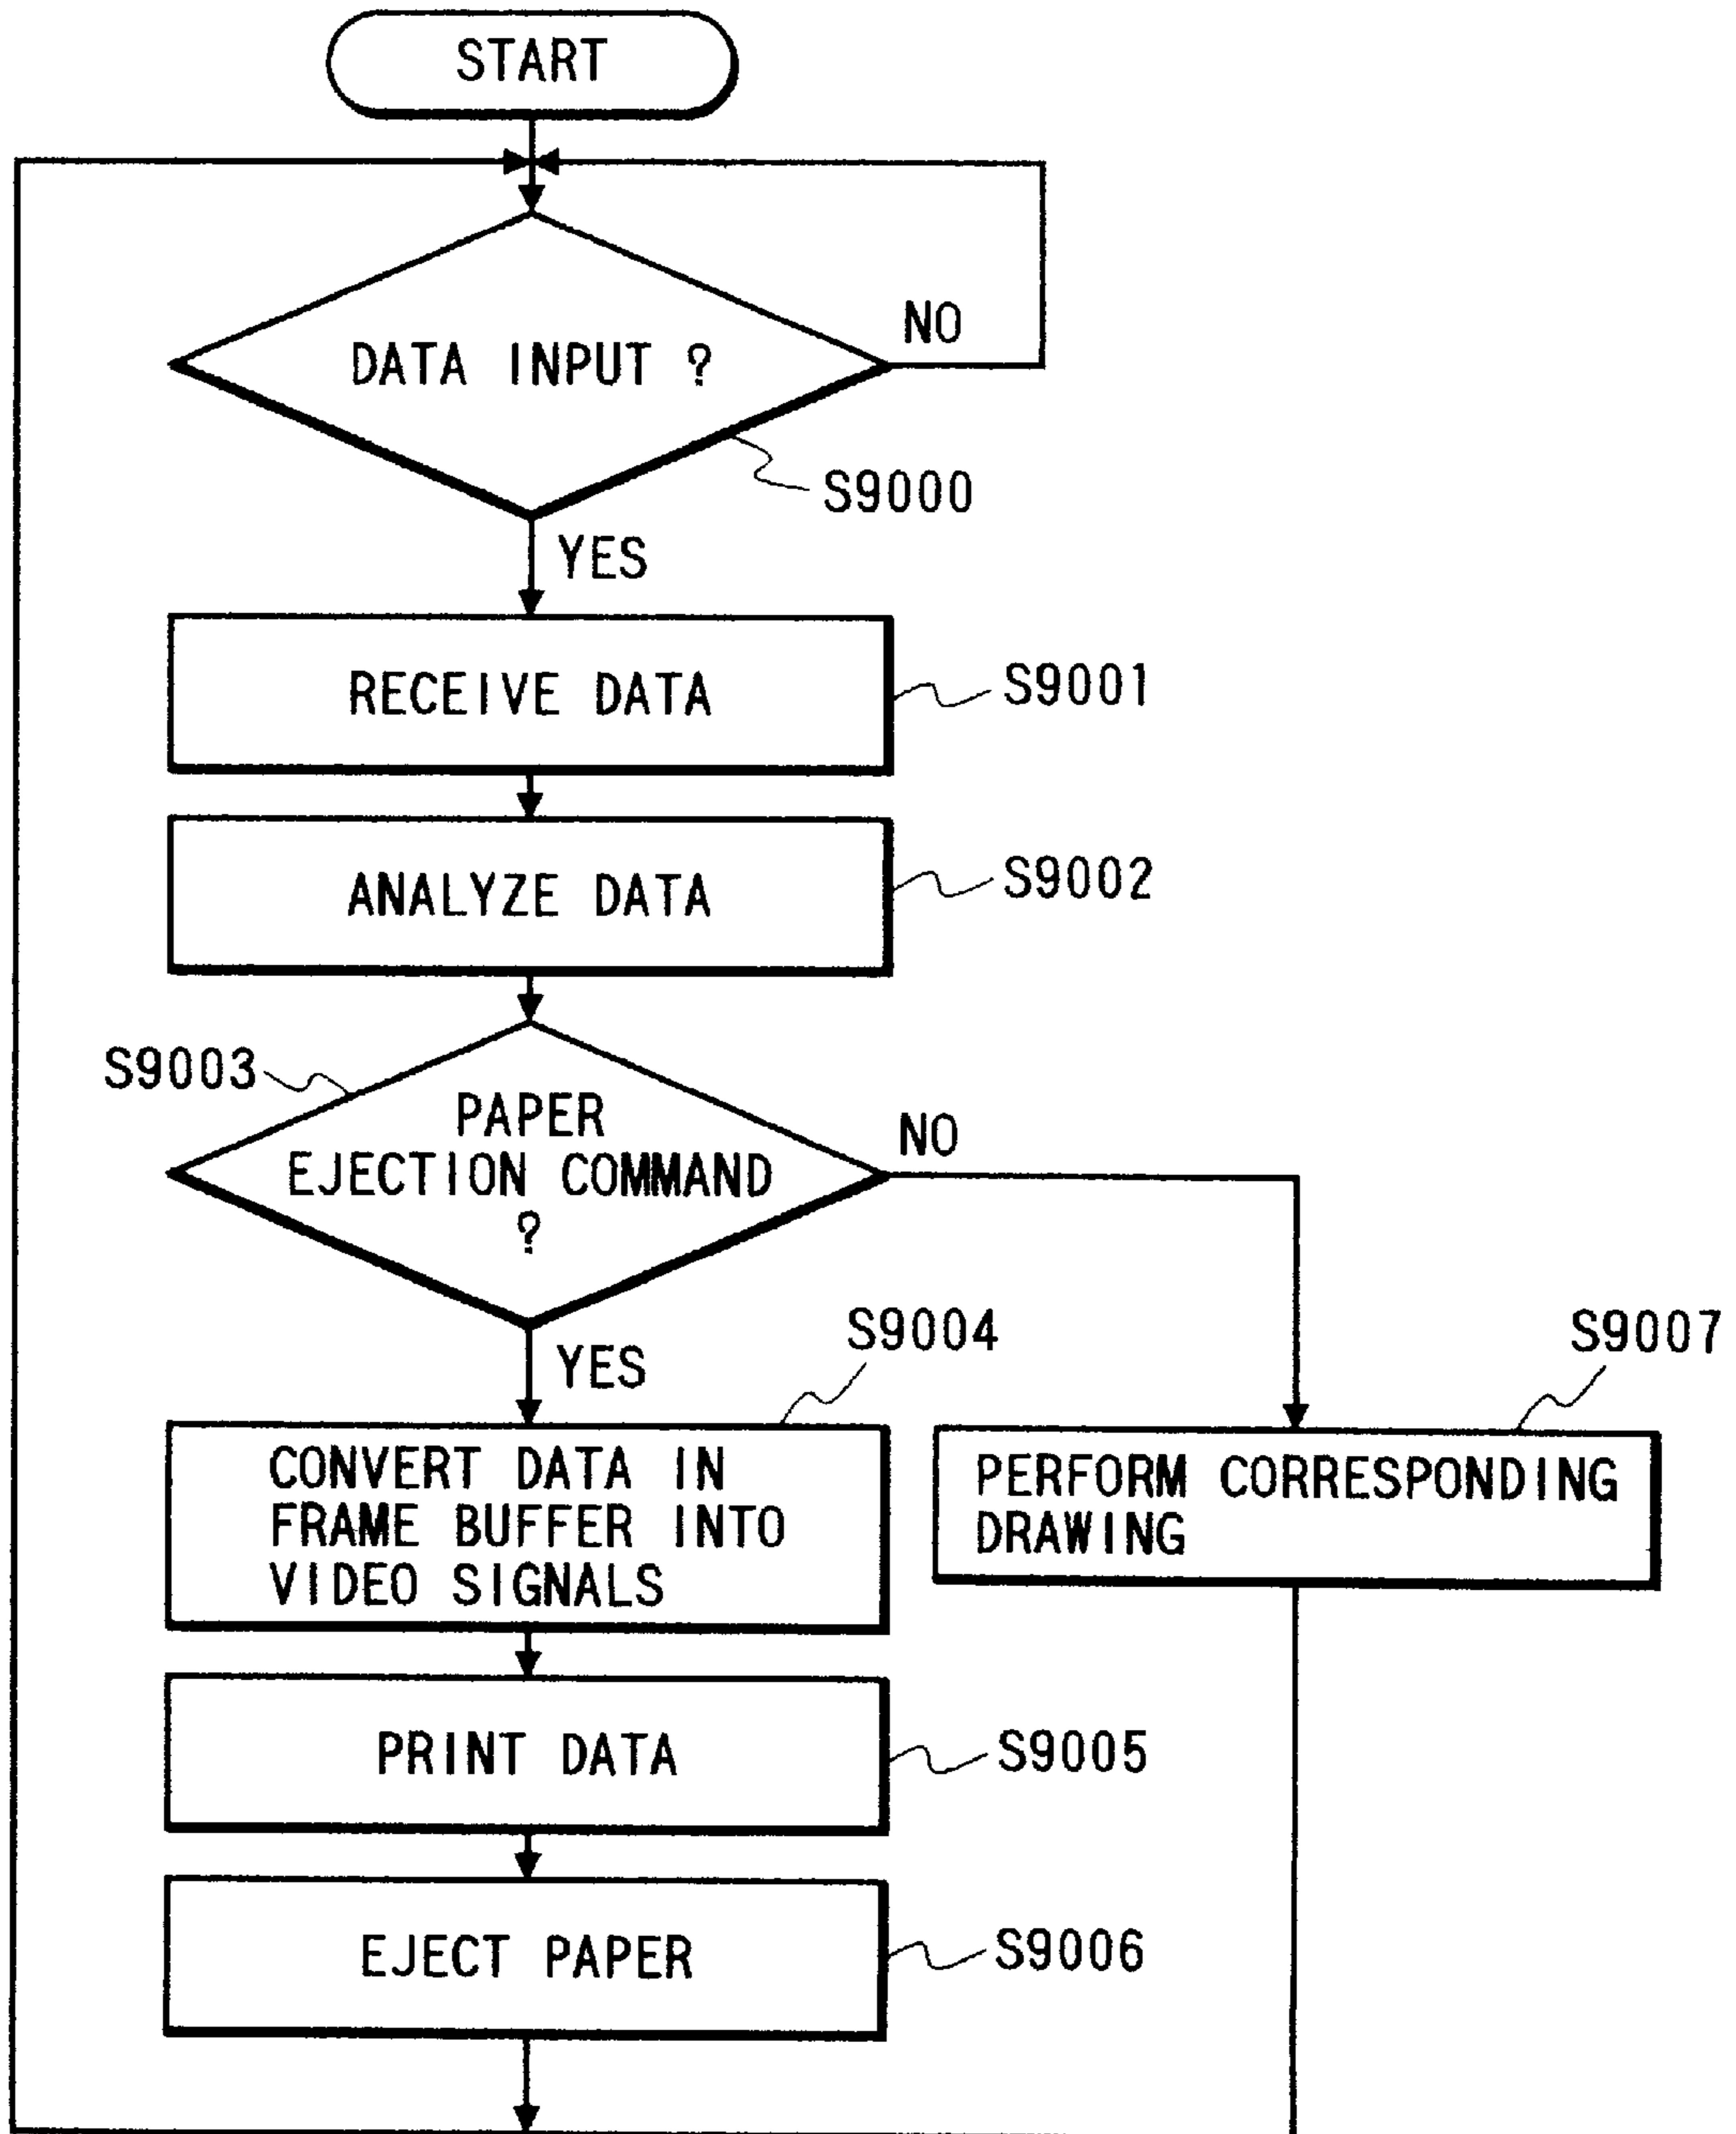 START
DATA INPUT ?
NO
S9000
YES
RECEIVE DATA
S9001
ANALYZE DATA
S9002
S9003
PAPER
EJECTION COMMAND
?
NO
YES
S9004
S9007
CONVERT DATA IN
FRAME BUFFER INTO
VIDEO SIGNALS
PERFORM CORRESPONDING
DRAWING
PRINT DATA
S9005
EJECT PAPER
S9006